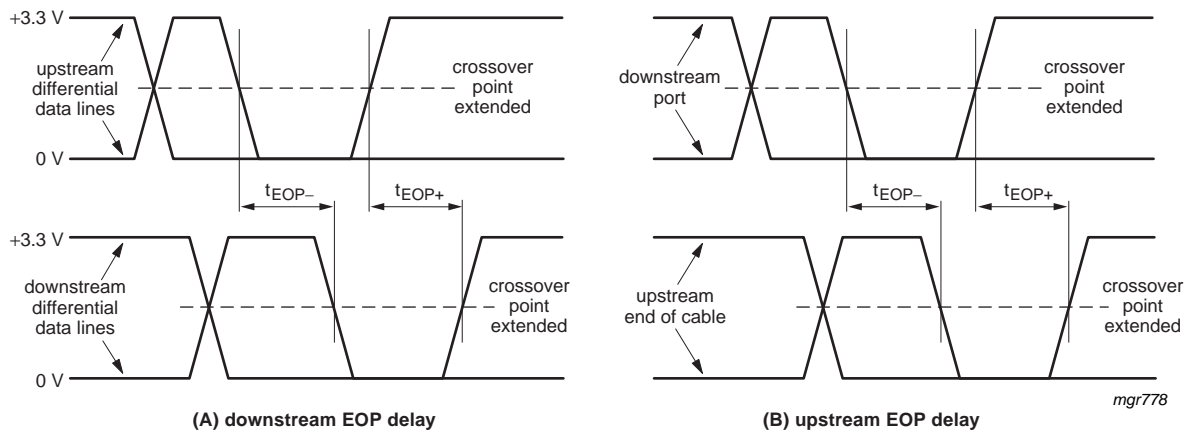 +3.3 V
upstream
differential
data lines
crossover
point
extended
0 V
tEOP−
tEOP+
+3.3 V
downstream
differential
data lines
crossover
point
extended
0 V
(A) downstream EOP delay
downstream
port
crossover
point
extended
tEOP−
tEOP+
upstream
end of cable
crossover
point
extended
(B) upstream EOP delay
mgr778